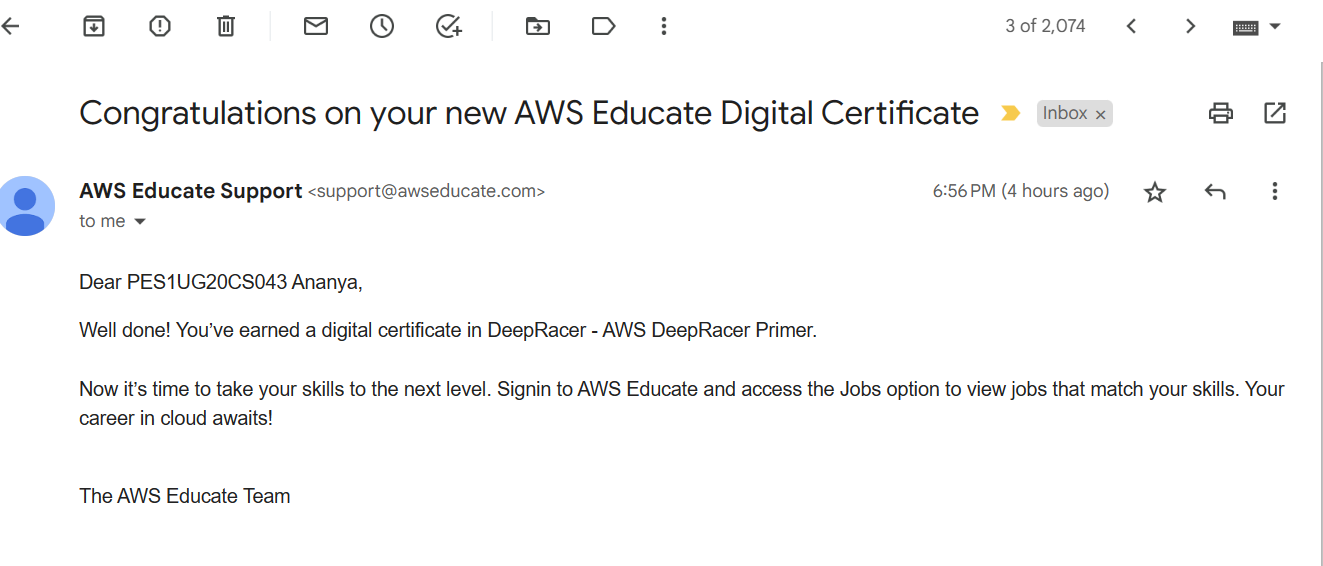 3 of 2,074
Congratulations on your new AWS Educate Digital Certificate Inbox ×
AWS Educate Support <support@awseducate.com> 6:56 PM (4 hours ago)
to me
Dear PES1UG20CS043 Ananya,
Well done! You’ve earned a digital certificate in DeepRacer - AWS DeepRacer Primer.
Now it’s time to take your skills to the next level. Signin to AWS Educate and access the Jobs option to view jobs that match your skills. Your
career in cloud awaits!
The AWS Educate Team